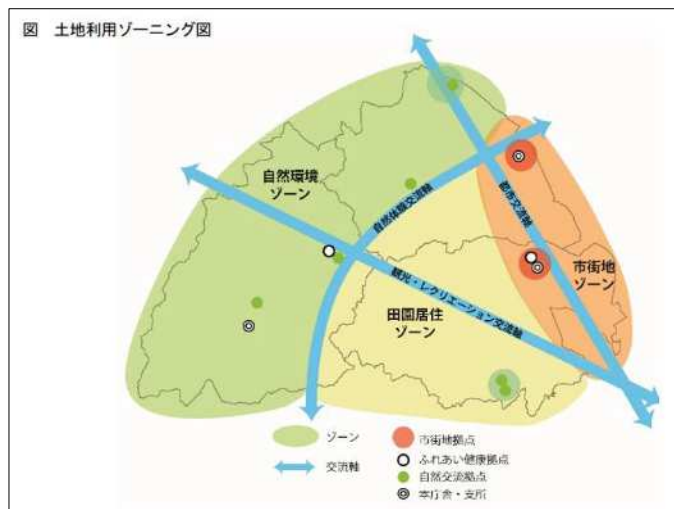 図 土地利用ゾーニング図
自然環境
ゾーン
自然体験交流軸
都市交流軸
市街地
ゾーン
観光・レクリエーション交流軸
田園居住
ゾーン
ゾーン
交流軸
市街地拠点
ふれあい健康拠点
自然交流拠点
本庁舎・支所